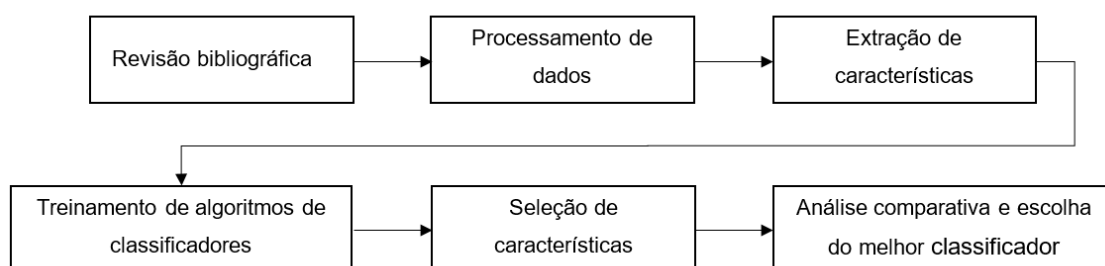 Revisão bibliográfica
Processamento de
dados
Extração de
características
Treinamento de algoritmos de
classificadores
Seleção de
características
Análise comparativa e escolha
do melhor classificador